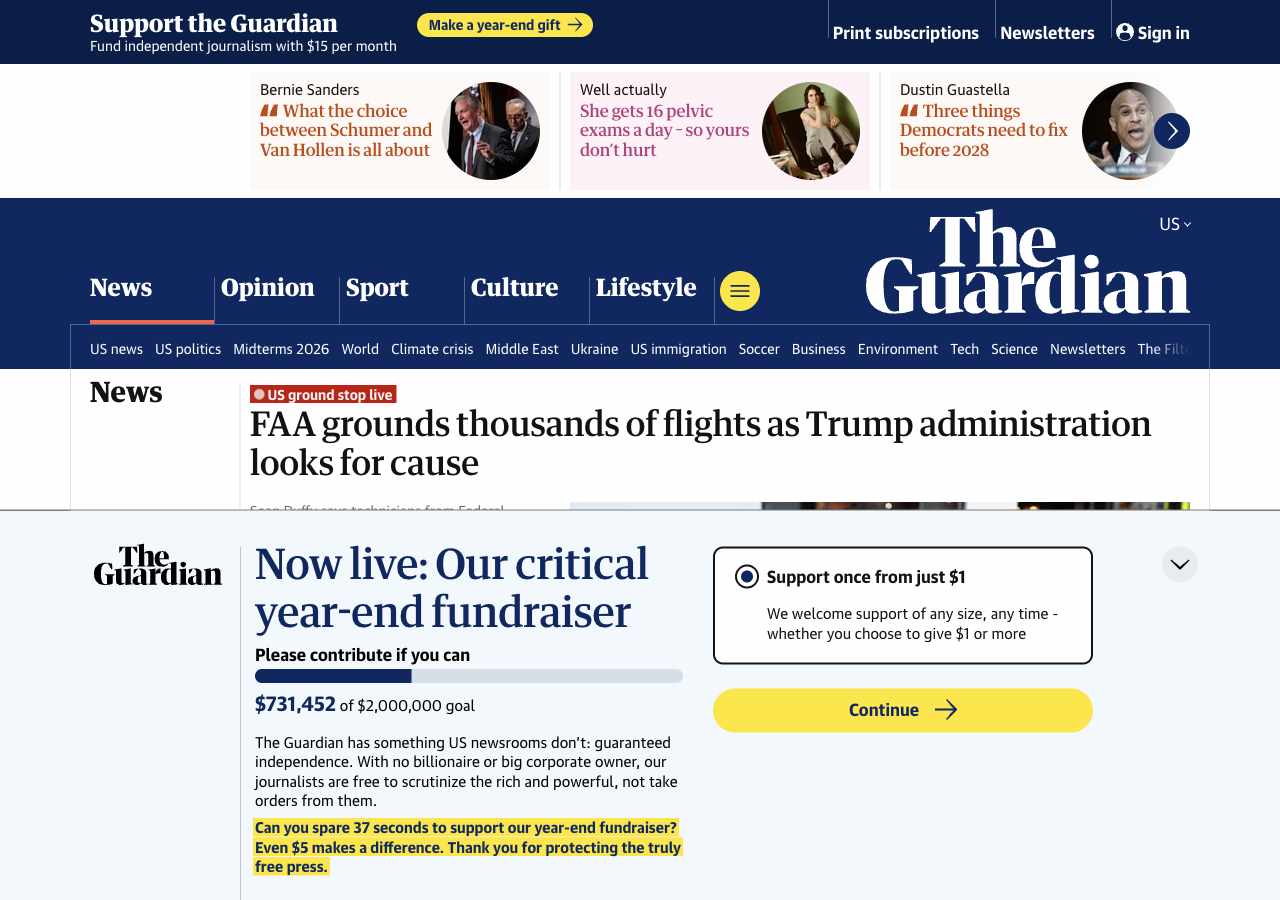 Support the Guardian
Fund independent journalism with $15 per month
Make a year-end gift
Print subscriptions
Newsletters
Sign in
Bernie Sanders
What the choice
between Schumer and
Van Hollen is all about
Well actually
She gets 16 pelvic
exams a day – so yours
don't hurt
Dustin Guastella
Three things
Democrats need to fix
before 2028
US
The
Guardian
News
Opinion
Sport
Culture
Lifestyle
US news US politics Midterms 2026 World Climate crisis Middle East Ukraine US immigration Soccer Business Environment Tech Science Newsletters The Filte
News
US ground stop live
FAA grounds thousands of flights as Trump administration
looks for cause
Sean Duffy says technicians from Federal
The
Guardian
Now live: Our critical
year-end fundraiser
Please contribute if you can
$731,452 of $2,000,000 goal
The Guardian has something US newsrooms don't: guaranteed
independence. With no billionaire or big corporate owner, our
journalists are free to scrutinize the rich and powerful, not take
orders from them.
Can you spare 37 seconds to support our year-end fundraiser?
Even $5 makes a difference. Thank you for protecting the truly
free press.
Support once from just $1
We welcome support of any size, any time -
whether you choose to give $1 or more
Continue